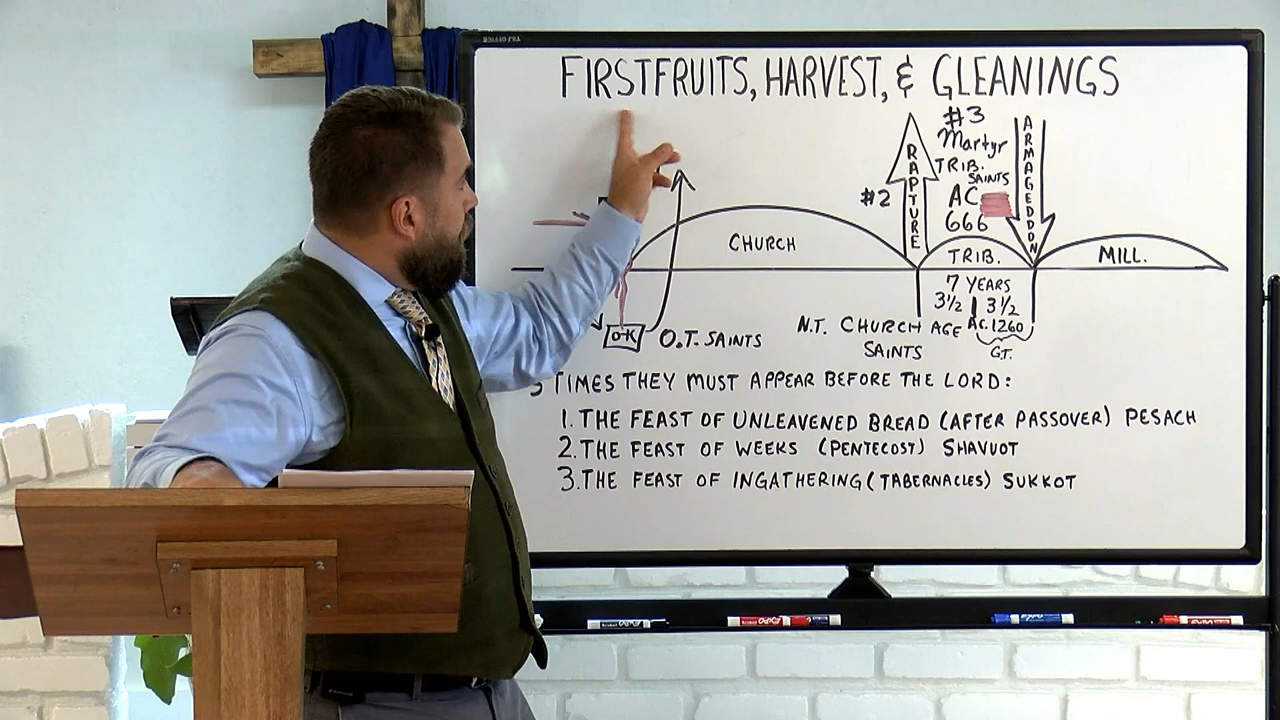 FIRSTFRUITS, HARVEST, & GLEANINGS
#3
Martyr
TRIB.
SAINTS
AC
666
RAPTURE
ARMAGEDDON
#2
CHURCH
TRIB.
MILL.
7 YEARS
3½ | 3½
AC. 1260
GT.
O.T. SAINTS
N.T. CHURCH AGE
SAINTS
TIMES THEY MUST APPEAR BEFORE THE LORD:
1. THE FEAST OF UNLEAVENED BREAD (AFTER PASSOVER) PESACH
2. THE FEAST OF WEEKS (PENTECOST) SHAVUOT
3. THE FEAST OF INGATHERING (TABERNACLES) SUKKOT
EXPO